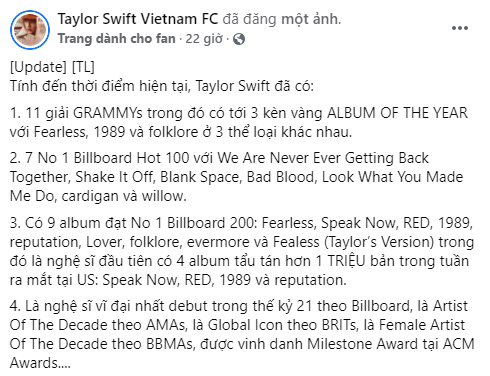 Taylor Swift Vietnam FC đã đăng một ảnh.
Trang dành cho fan · 22 giờ ·
[Update] [TL]
Tính đến thời điểm hiện tại, Taylor Swift đã có:
1. 11 giải GRAMMYs trong đó có tới 3 kèn vàng ALBUM OF THE YEAR
với Fearless, 1989 và folklore ở 3 thể loại khác nhau.
2. 7 No 1 Billboard Hot 100 với We Are Never Ever Getting Back
Together, Shake It Off, Blank Space, Bad Blood, Look What You Made
Me Do, cardigan và willow.
3. Có 9 album đạt No 1 Billboard 200: Fearless, Speak Now, RED, 1989,
reputation, Lover, folklore, evermore và Fealess (Taylor's Version) trong
đó là nghệ sĩ đầu tiên có 4 album tẩu tán hơn 1 TRIỆU bản trong tuần
ra mắt tại US: Speak Now, RED, 1989 và reputation.
4. Là nghệ sĩ vĩ đại nhất debut trong thế kỷ 21 theo Billboard, là Artist
Of The Decade theo AMAs, là Global Icon theo BRITs, là Female Artist
Of The Decade theo BBMAs, được vinh danh Milestone Award tại ACM
Awards....